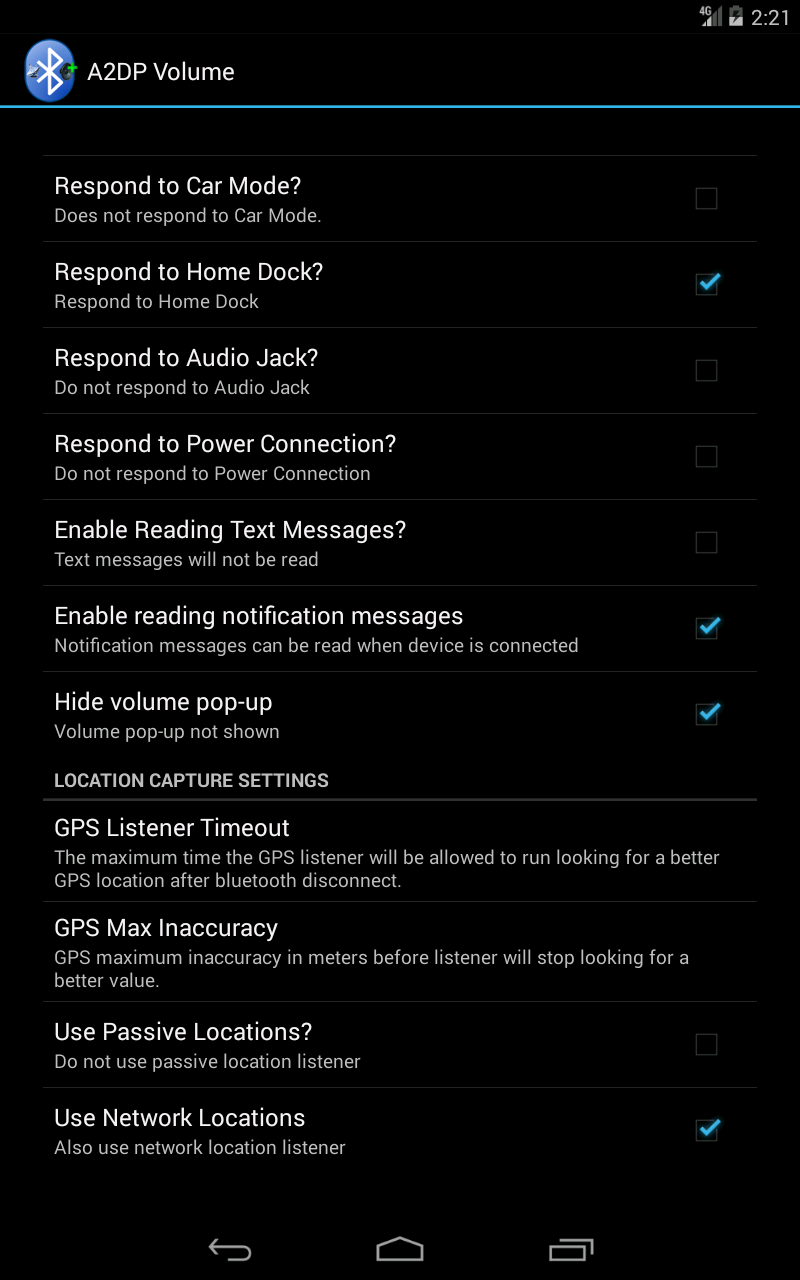 4G 2:21
A2DP Volume
Respond to Car Mode?
Does not respond to Car Mode.
Respond to Home Dock?
Respond to Home Dock
Respond to Audio Jack?
Do not respond to Audio Jack
Respond to Power Connection?
Do not respond to Power Connection
Enable Reading Text Messages?
Text messages will not be read
Enable reading notification messages
Notification messages can be read when device is connected
Hide volume pop-up
Volume pop-up not shown
LOCATION CAPTURE SETTINGS
GPS Listener Timeout
The maximum time the GPS listener will be allowed to run looking for a better
GPS location after bluetooth disconnect.
GPS Max Inaccuracy
GPS maximum inaccuracy in meters before listener will stop looking for a
better value.
Use Passive Locations?
Do not use passive location listener
Use Network Locations
Also use network location listener